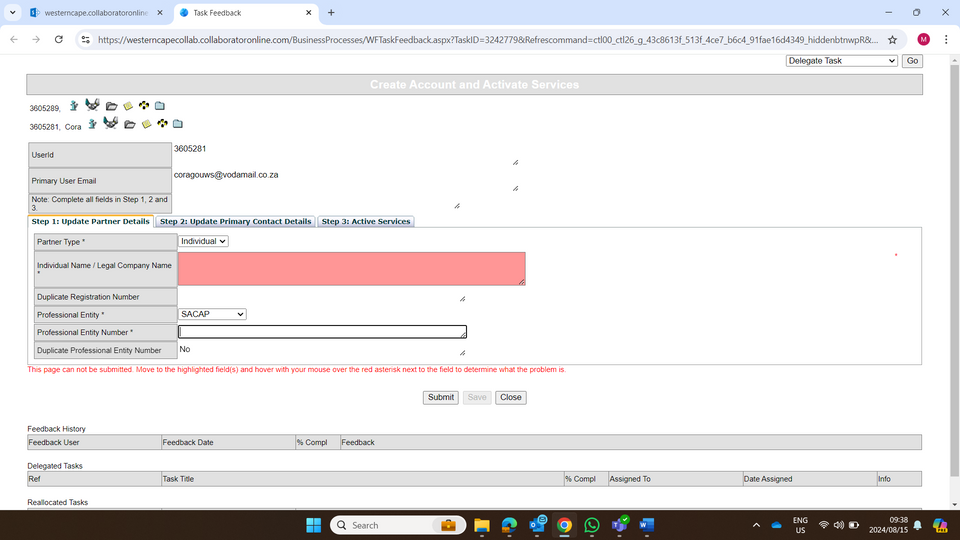 westerncape.collaboratoronline
Task Feedback
https://westerncapecollab.collaboratoronline.com/BusinessProcesses/WFTaskFeedback.aspx?TaskID=3242779&Refrescommand=ctl00_ctl26_g_43c8613f_513f_4ce7_b6c4_91fae16d4349_hiddenbtnwpR&...
M
Delegate Task
Go
Create Account and Activate Services
3605289,
3605281, Cora
UserId
3605281
Primary User Email
coragouws@vodamail.co.za
Note: Complete all fields in Step 1, 2 and
3.
Step 1: Update Partner Details
Step 2: Update Primary Contact Details
Step 3: Active Services
Partner Type *
Individual
Individual Name / Legal Company Name
*
*
Duplicate Registration Number
Professional Entity *
SACAP
Professional Entity Number *
Duplicate Professional Entity Number
No
This page can not be submitted. Move to the highlighted field(s) and hover with your mouse over the red asterisk next to the field to determine what the problem is.
Submit
Save
Close
Feedback History
Feedback User
Feedback Date
% Compl
Feedback
Delegated Tasks
Ref
Task Title
% Compl
Assigned To
Date Assigned
Info
Reallocated Tasks
Search
ENG
US
09:38
2024/08/15